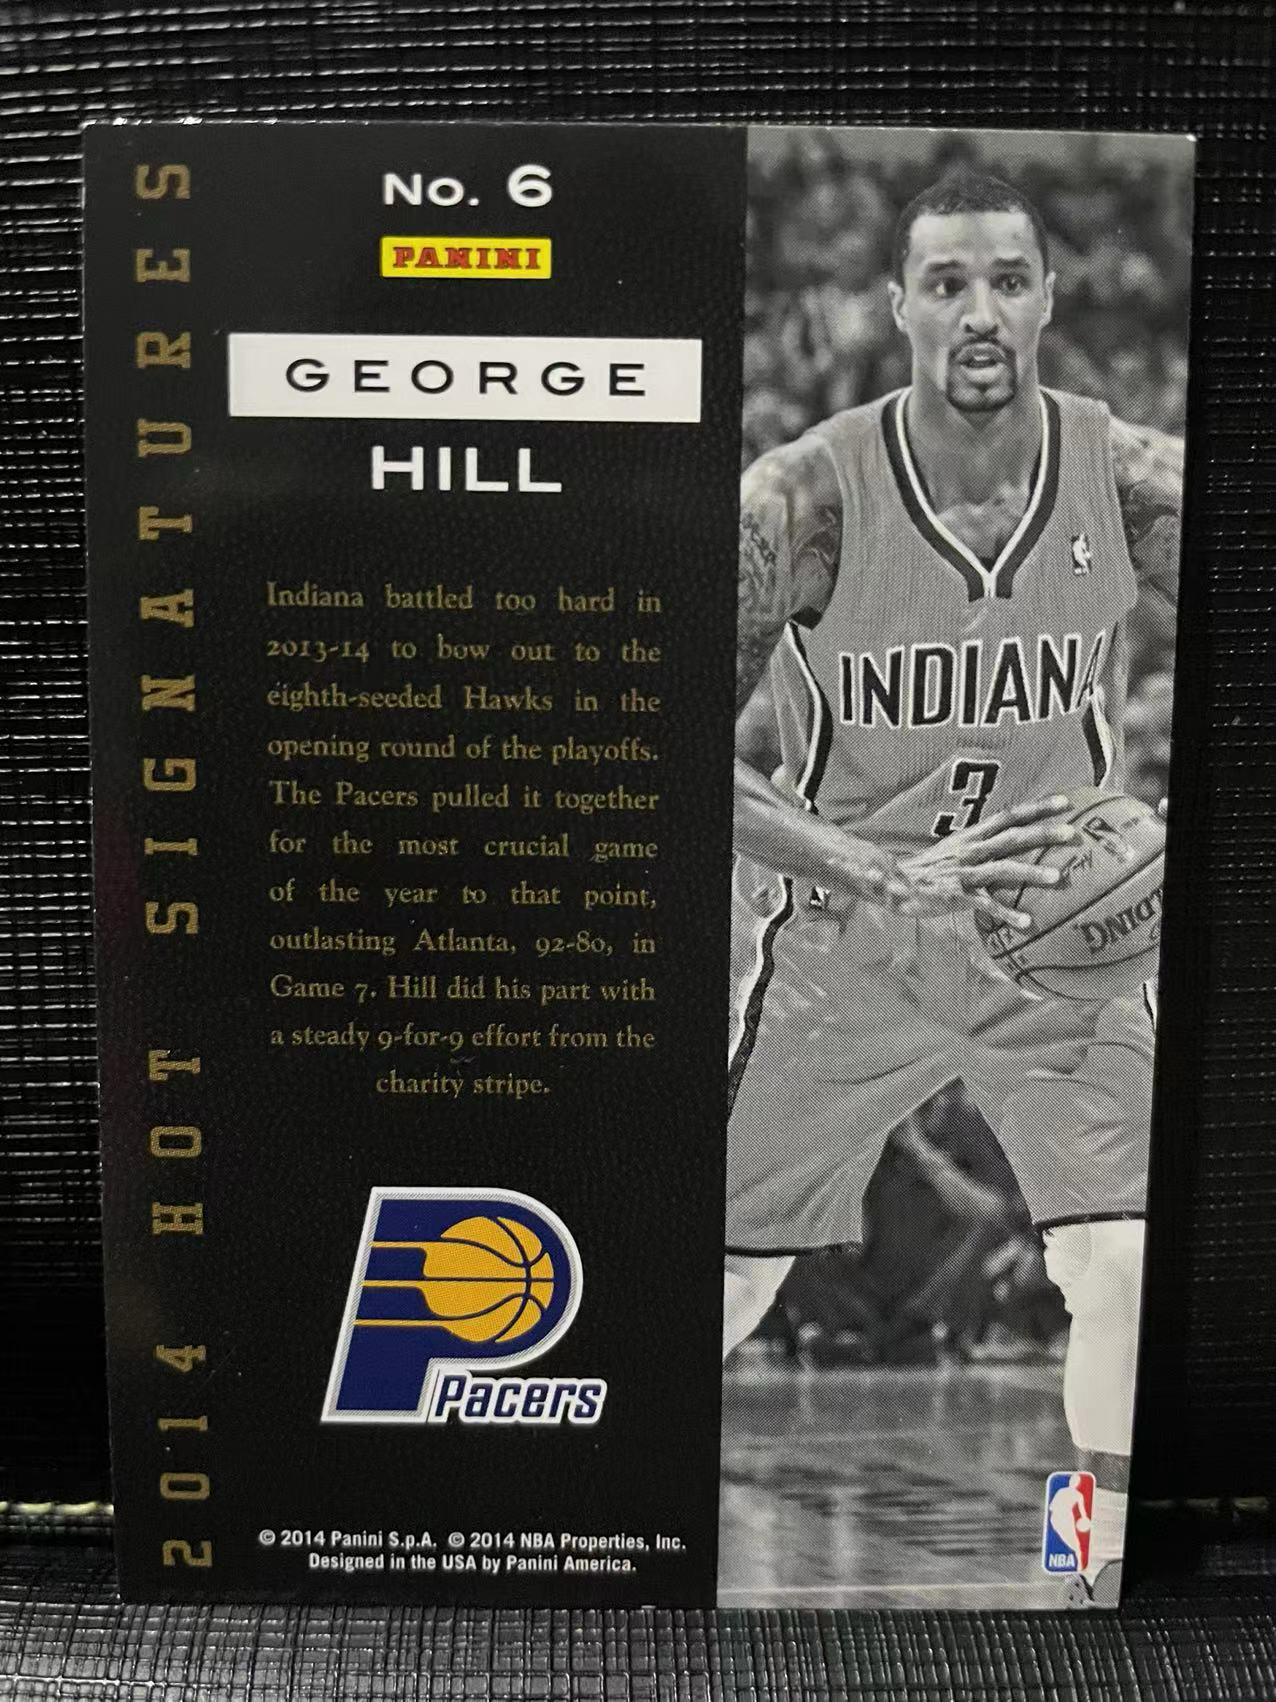 2014 HOT SIGNATURES
No. 6
PANINI
GEORGE
HILL
Indiana battled too hard in
2013-14 to bow out to the
eighth-seeded Hawks in the
opening round of the playoffs.
The Pacers pulled it together
for the most crucial game
of the year to that point,
outlasting Atlanta, 92-80, in
Game 7. Hill did his part with
a steady 9-for-9 effort from the
charity stripe.
Pacers
© 2014 Panini S.p.A. © 2014 NBA Properties, Inc.
Designed in the USA by Panini America.
INDIANA
3
NBA